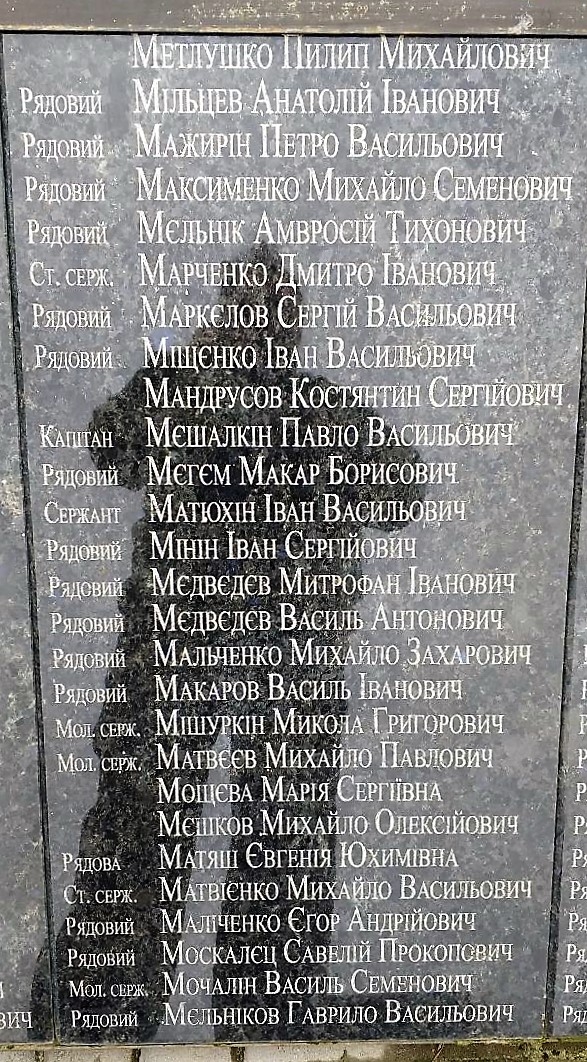 Метлушко Пилип Михайлович
Рядовий Мільцев Анатолій Іванович
Рядовий Мажирін Петро Васильович
Рядовий Максименко Михайло Семенович
Рядовий Мєльнік Амвросій Тихонович
Ст. серж. Марченко Дмитро Іванович
Рядовий Маркєлов Сергій Васильович
Рядовий Міщєнко Іван Васильович
Мандрусов Костянтин Сергійович
Капітан Мєшалкін Павло Васильович
Рядовий Мєгєм Макар Борисович
Сержант Матюхін Іван Васильович
Рядовий Мінін Іван Сергійович
Рядовий Мєдвєдєв Митрофан Іванович
Рядовий Мєдвєдєв Василь Антонович
Рядовий Мальченко Михайло Захарович
Рядовий Макаров Василь Іванович
Мол. серж. Мішуркін Микола Григорович
Мол. серж. Матвєєв Михайло Павлович
Мощєва Марія Сергіївна
Мєшков Михайло Олексійович
Рядова Матяш Євгенія Юхимівна
Ст. серж. Матвієнко Михайло Васильович
Рядовий Маліченко Єгор Андрійович
Рядовий Москалєц Савелій Прокопович
Мол. серж. Мочалін Василь Семенович
Рядовий Мєльніков Гаврило Васильович